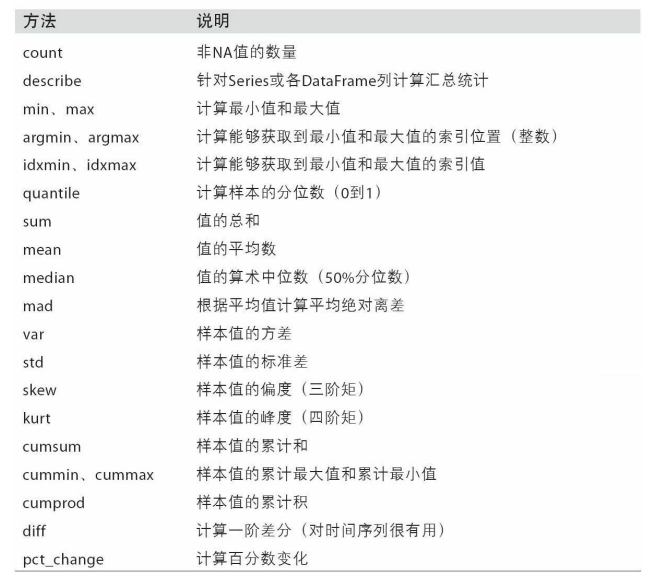 方法 说明
count 非NA值的数量
describe 针对Series或各DataFrame列计算汇总统计
min、max 计算最小值和最大值
argmin、argmax 计算能够获取到最小值和最大值的索引位置（整数）
idxmin、idxmax 计算能够获取到最小值和最大值的索引值
quantile 计算样本的分位数（0到1）
sum 值的总和
mean 值的平均数
median 值的算术中位数（50%分位数）
mad 根据平均值计算平均绝对离差
var 样本值的方差
std 样本值的标准差
skew 样本值的偏度（三阶矩）
kurt 样本值的峰度（四阶矩）
cumsum 样本值的累计和
cummin、cummax 样本值的累计最大值和累计最小值
cumprod 样本值的累计积
diff 计算一阶差分（对时间序列很有用）
pct_change 计算百分数变化